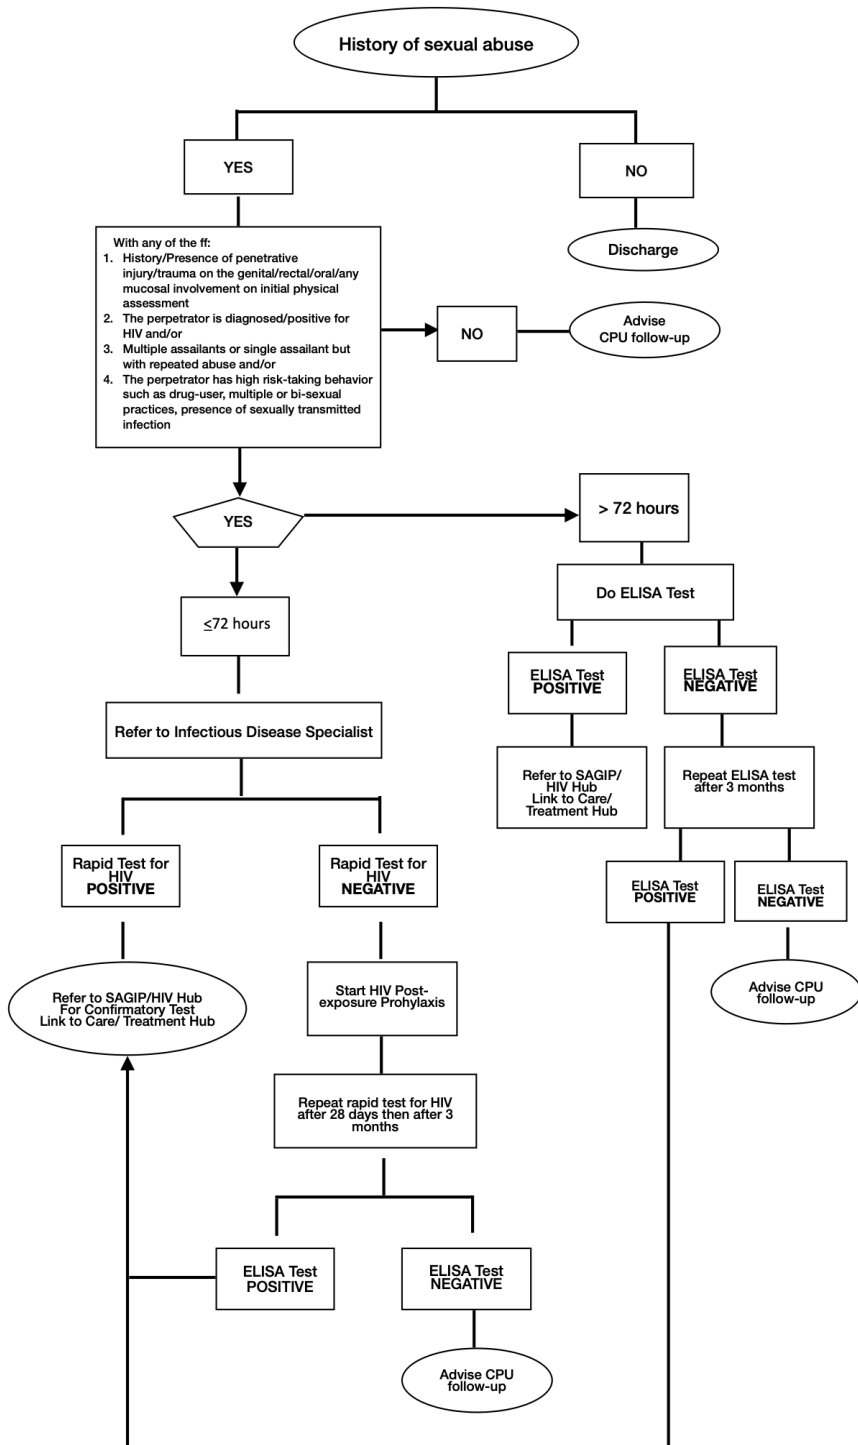 History of sexual abuse
YES
NO
Discharge
With any of the ff:
1. History/Presence of penetrative
injury/trauma on the genital/rectal/oral/any
mucosal involvement on initial physical
assessment
2. The perpetrator is diagnosed/positive for
HIV and/or
3. Multiple assailants or single assailant but
with repeated abuse and/or
4. The perpetrator has high risk-taking behavior
such as drug-user, multiple or bi-sexual
practices, presence of sexually transmitted
infection
NO
Advise
CPU follow-up
YES
> 72 hours
≤72 hours
Do ELISA Test
ELISA Test
POSITIVE
ELISA Test
NEGATIVE
Refer to Infectious Disease Specialist
Refer to SAGIP/
HIV Hub
Link to Care/
Treatment Hub
Repeat ELISA test
after 3 months
Rapid Test for
HIV
POSITIVE
Rapid Test for
HIV
NEGATIVE
ELISA Test
POSITIVE
ELISA Test
NEGATIVE
Refer to SAGIP/HIV Hub
For Confirmatory Test
Link to Care/ Treatment Hub
Start HIV Post-
exposure Prohylaxis
Advise CPU
follow-up
Repeat rapid test for HIV
after 28 days then after 3
months
ELISA Test
POSITIVE
ELISA Test
NEGATIVE
Advise CPU
follow-up